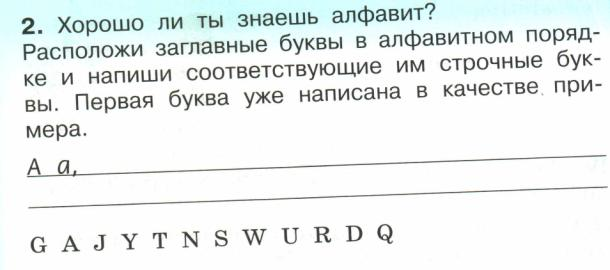 2. Хорошо ли ты знаешь алфавит?
Расположи заглавные буквы в алфавитном поряд-
ке и напиши соответствующие им строчные бук-
вы. Первая буква уже написана в качестве при-
мера.
A a,
G A J Y T N S W U R D Q